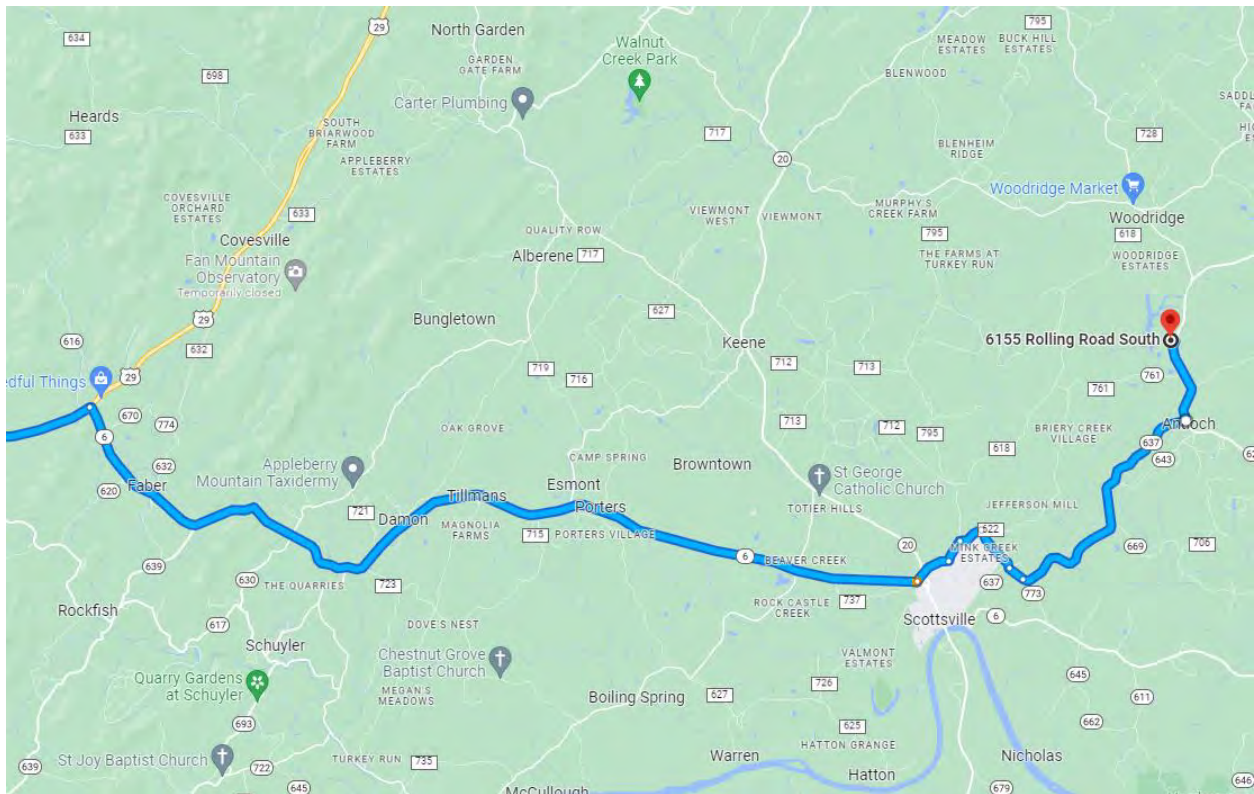 29
795
634
North Garden
MEADOW
ESTATES
BUCK HILL
ESTATES
Walnut
Creek Park
GARDEN
GATE FARM
698
BLENWOOD
Carter Plumbing
Heards
633
SOUTH
BRIARWOOD
FARM
717
728
APPLEBERRY
ESTATES
20
BLENHEIM
RIDGE
Woodridge Market
COVESVILLE
ORCHARD
ESTATES
633
VIEWMONT
WEST
VIEWMONT
MURPHY S
CREEK FARM
Woodridge
QUALITY ROW
795
618
Covesville
Alberene
717
THE FARMS AT
TURKEY RUN
WOODRIDGE
ESTATES
Fan Mountain
Observatory
Temporarily closed
627
29
Bungletown
616
632
Keene
6155 Rolling Road South
719
712
713
761
29
716
761
670
774
6
713
712
795
BRIERY CREEK
VILLAGE
Antioch
OAK GROVE
637
643
618
632
CAMP SPRING
Browntown
Appleberry
Mountain Taxidermy
St George
Catholic Church
620
Faber
Tillmans
Esmont
Porters
TOTIER HILLS
JEFFERSON MILL
721
Damon
MAGNOLIA
FARMS
715
PORTERS VILLAGE
622
20
MINK CREEK
ESTATES
669
706
6
BEAVER CREEK
639
630
THE QUARRIES
723
637
773
Rockfish
ROCK CASTLE
CREEK
737
617
DOVE'S NEST
Scottsville
6
Schuyler
Chestnut Grove
Baptist Church
VALMONT
ESTATES
Quarry Gardens
at Schuyler
MEGAN'S
MEADOWS
Boiling Spring
627
726
645
611
693
625
662
St Joy Baptist Church
HATTON GRANGE
TURKEY RUN
735
Warren
Nicholas
639
722
Hatton
645
McCullough
679
646